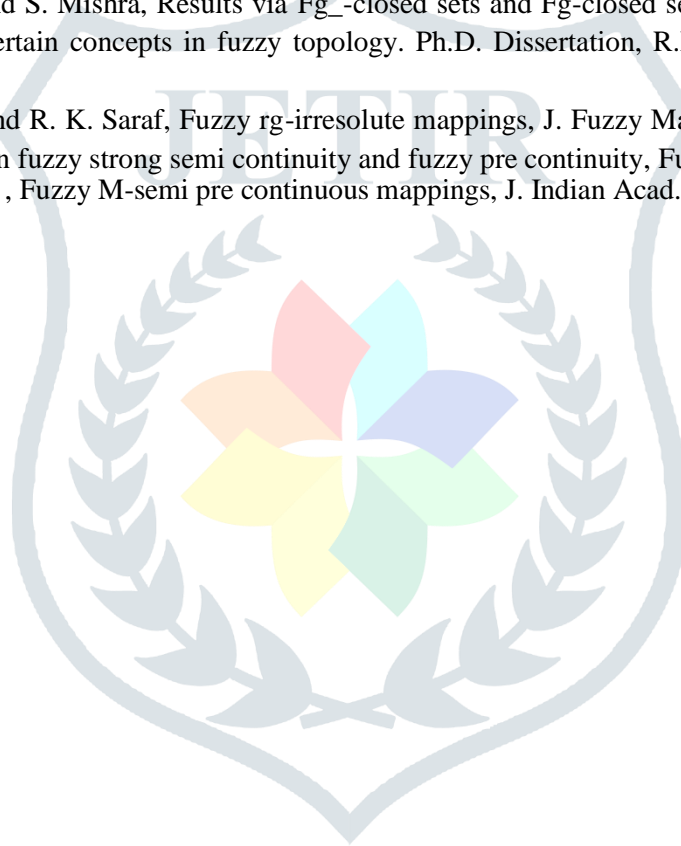 nd S. Mishra, Results via Fg_-closed sets and Fg-closed se
ertain concepts in fuzzy topology. Ph.D. Dissertation, R.
JETIR
nd R. K. Saraf, Fuzzy rg-irresolute mappings, J. Fuzzy Ma
n fuzzy strong semi continuity and fuzzy pre continuity, Fu
, Fuzzy M-semi pre continuous mappings, J. Indian Acad.